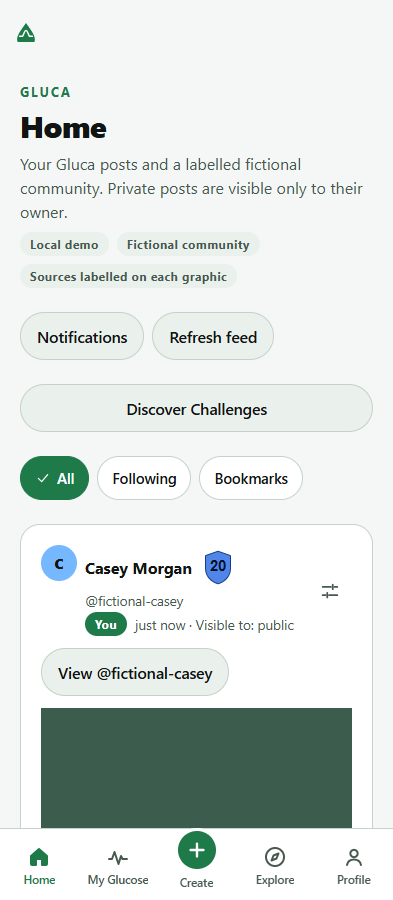 GLUCA
Home
Your Gluca posts and a labelled fictional
community. Private posts are visible only to their
owner.
Local demo
Fictional community
Sources labelled on each graphic
Notifications
Refresh feed
Discover Challenges
All
Following
Bookmarks
C
Casey Morgan
20
@fictional-casey
You
just now · Visible to: public
View @fictional-casey
Home
My Glucose
Create
Explore
Profile